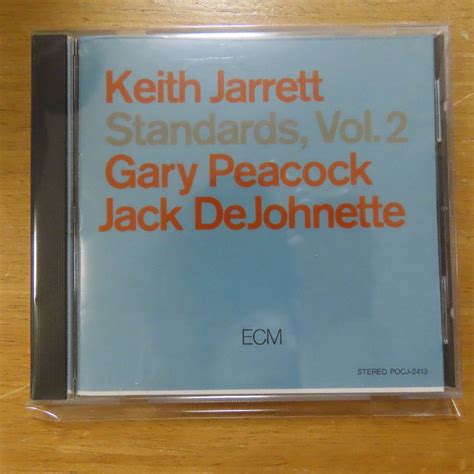 Keith Jarrett
Standards, Vol. 2
Gary Peacock
Jack DeJohnette
ECM
STEREO POCJ-2413